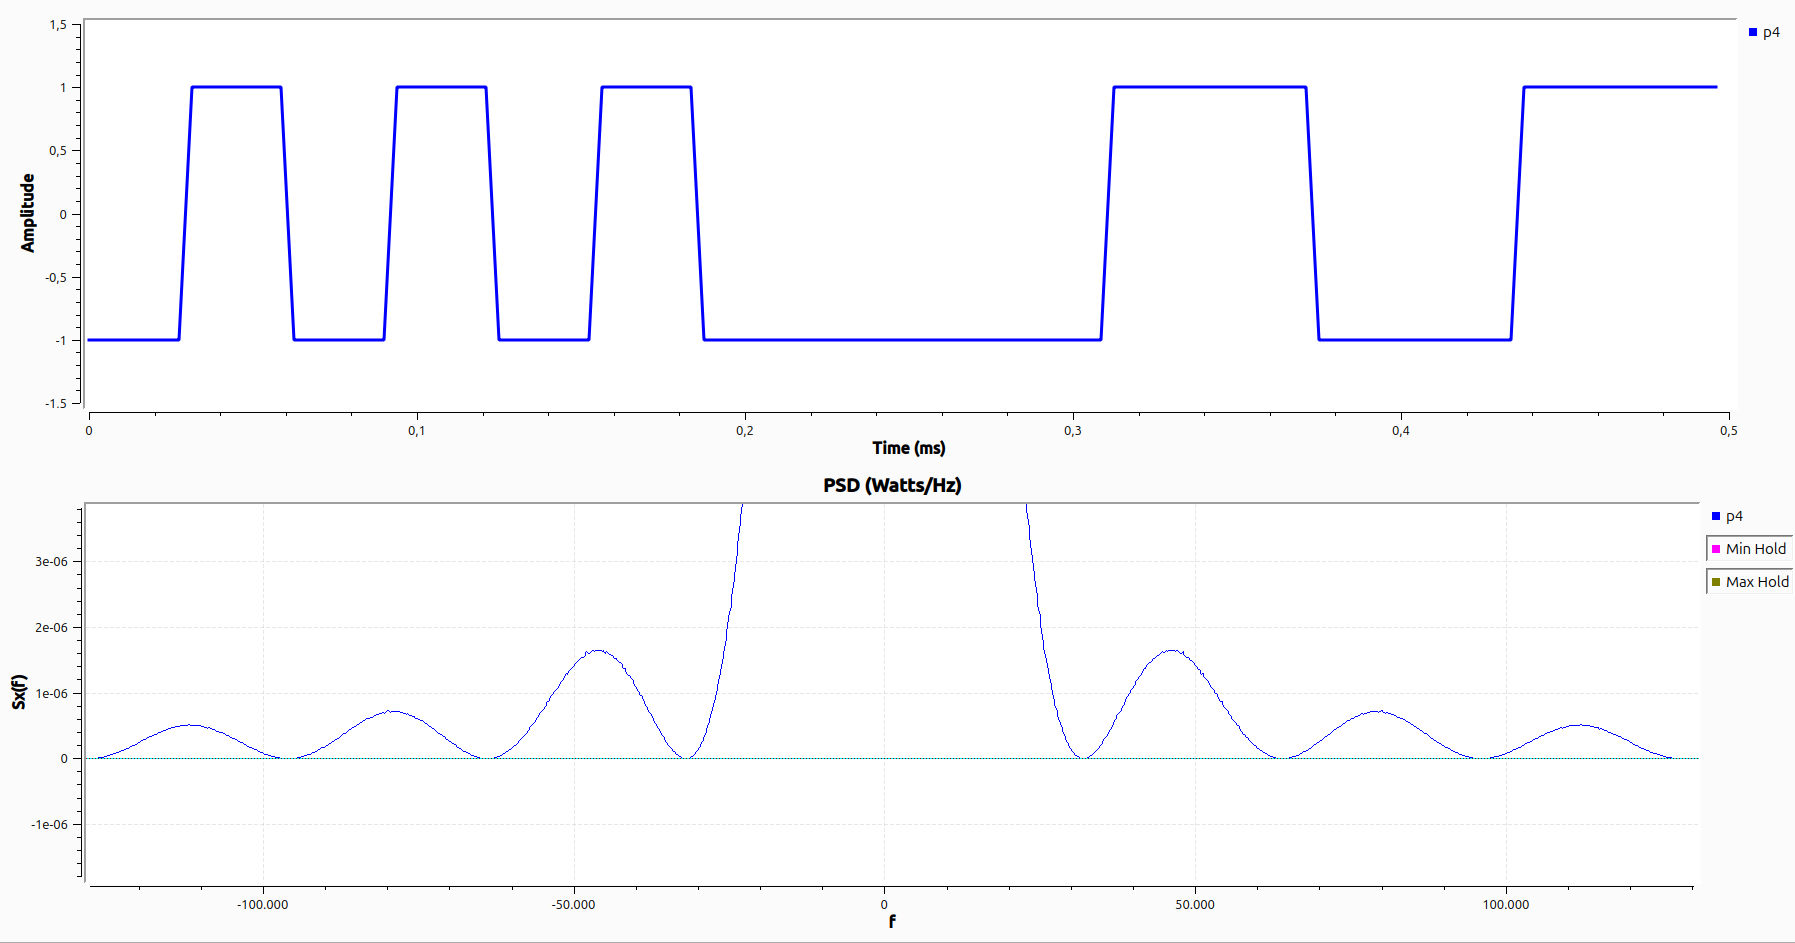 1,5
p4
1
0,5
0
-0,5
-1
-1.5
Amplitude
0 0,1 0,2 0,3 0,4 0,5
Time (ms)
PSD (Watts/Hz)
p4
Min Hold
Max Hold
3e-06
2e-06
1e-06
0
-1e-06
Sx(f)
-100.000 -50.000 0 50.000 100.000
f